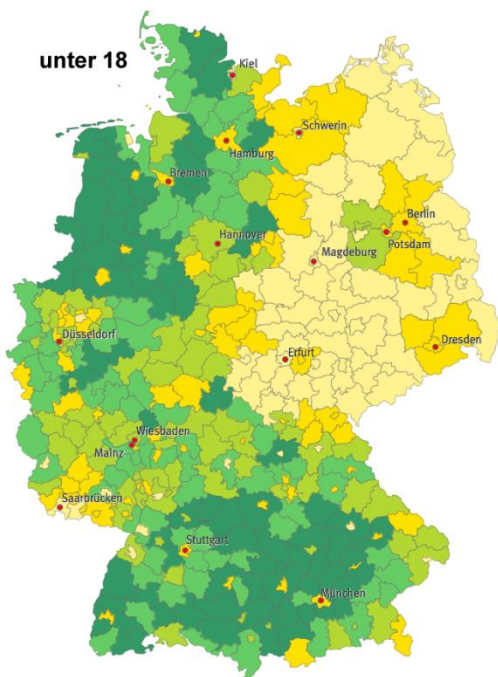 unter 18
Kiel
Schwerin
Hamburg
Bremen
Berlin
Hannover
Potsdam
Magdeburg
Düsseldorf
Dresden
Erfurt
Wiesbaden
Mainz
Saarbrücken
Stuttgart
München